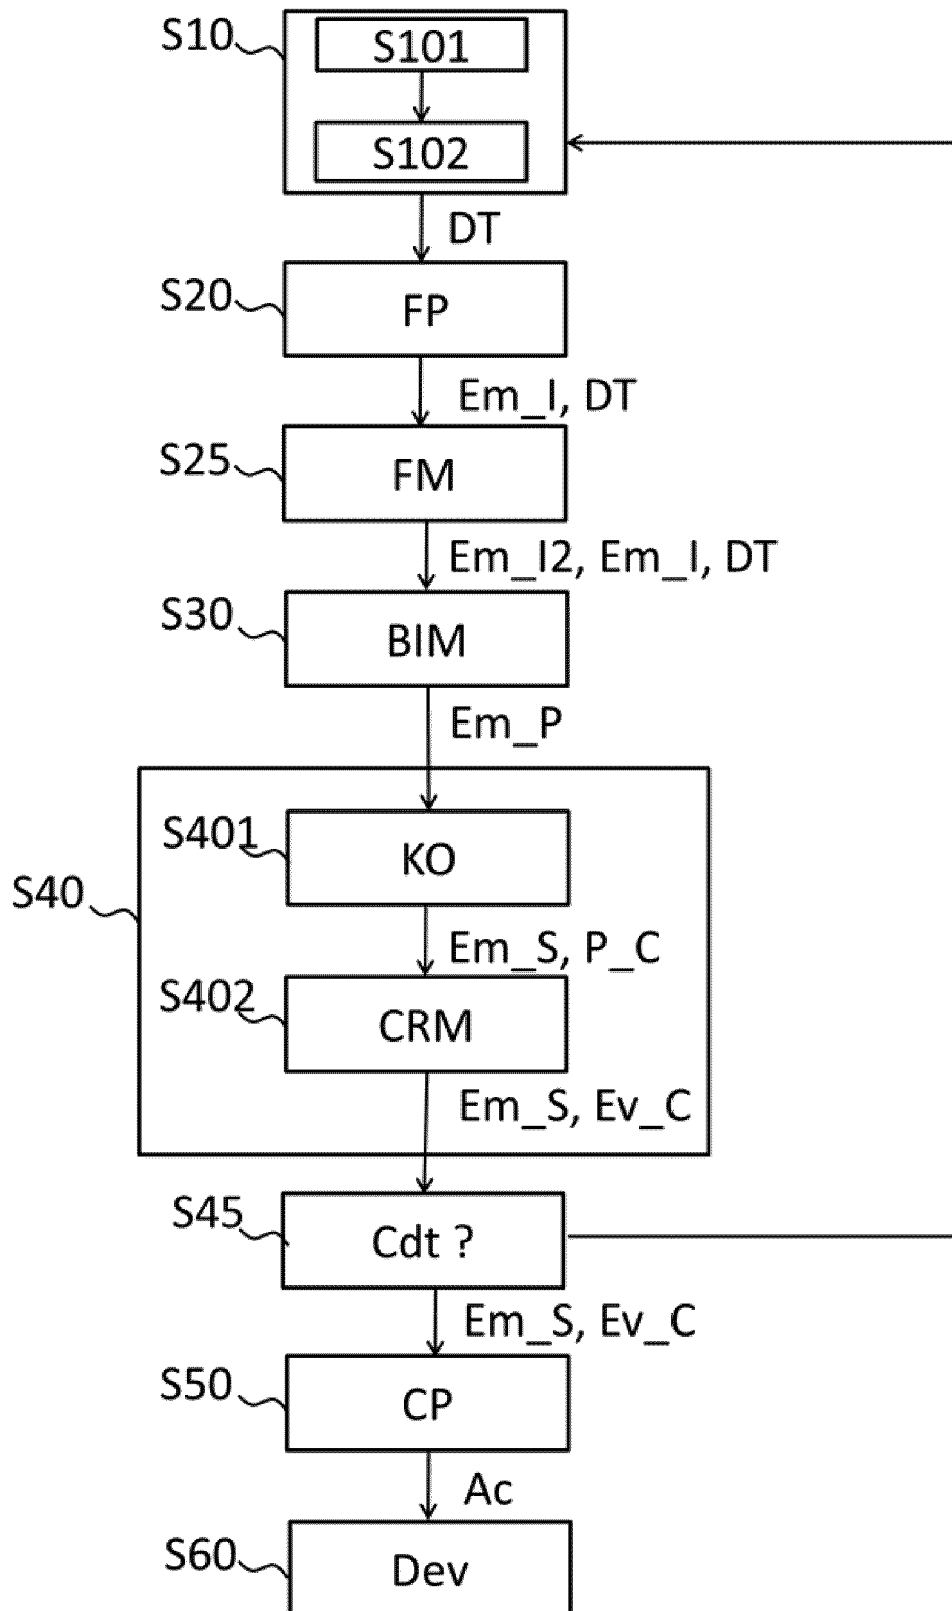 S10
S101
S102
DT
S20
FP
Em_I, DT
S25
FM
Em_I2, Em_I, DT
S30
BIM
Em_P
S401
KO
S40
Em_S, P_C
S402
CRM
Em_S, Ev_C
S45
Cdt ?
Em_S, Ev_C
S50
CP
Ac
S60
Dev